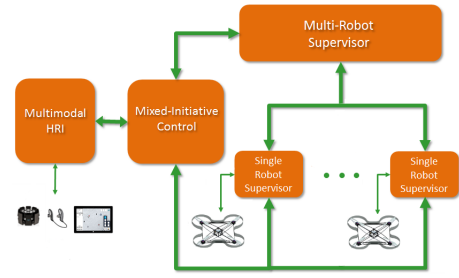 Multi-Robot
Supervisor
Multimodal
HRI
Mixed-Initiative
Control
Single
Robot
Supervisor
Single
Robot
Supervisor